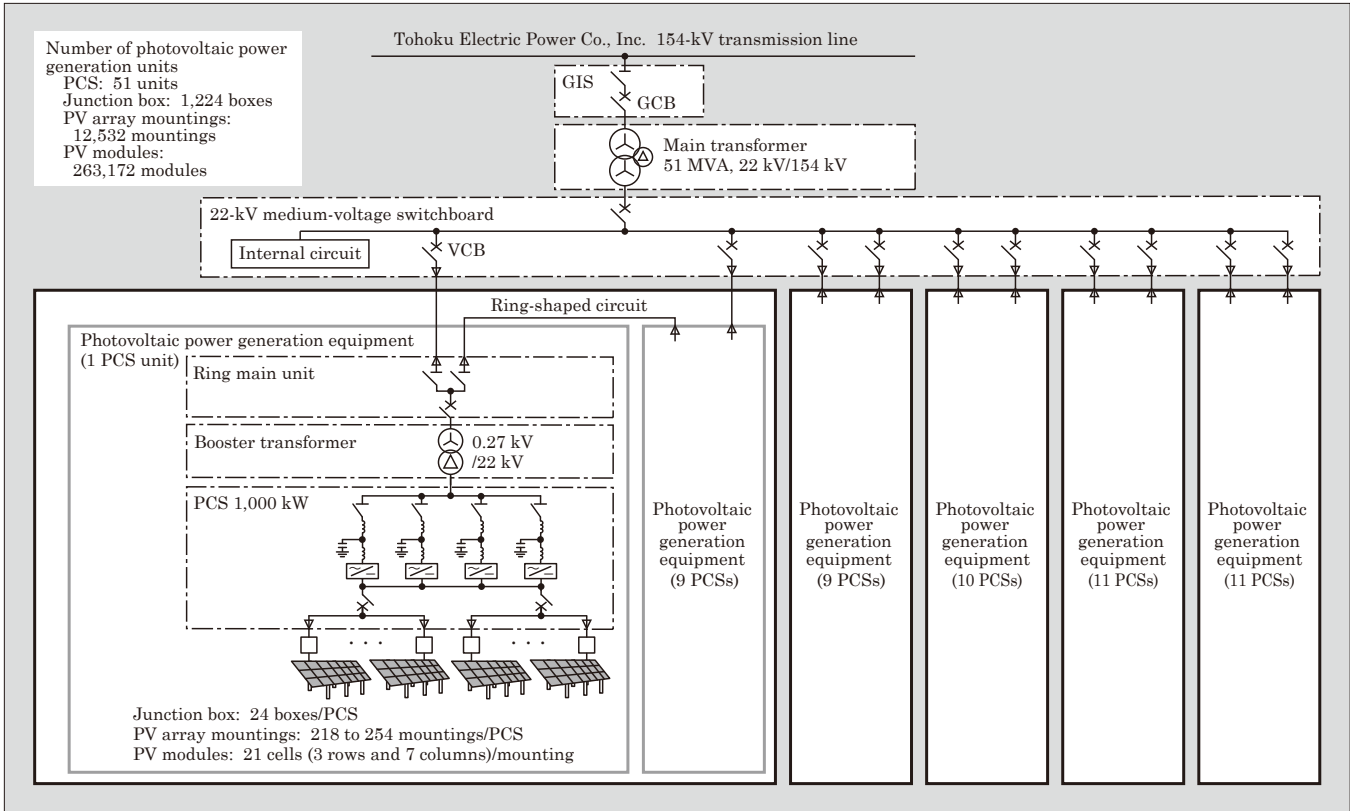 Number of photovoltaic power
generation units
PCS: 51 units
Junction box: 1,224 boxes
PV array mountings:
12,532 mountings
PV modules:
263,172 modules
Tohoku Electric Power Co., Inc. 154-kV transmission line
GIS
GCB
Main transformer
51 MVA, 22 kV/154 kV
22-kV medium-voltage switchboard
Internal circuit
VCB
Ring-shaped circuit
Photovoltaic power generation equipment
(1 PCS unit)
Ring main unit
Booster transformer
0.27 kV
/22 kV
PCS 1,000 kW
Junction box: 24 boxes/PCS
PV array mountings: 218 to 254 mountings/PCS
PV modules: 21 cells (3 rows and 7 columns)/mounting
Photovoltaic
power
generation
equipment
(9 PCSs)
Photovoltaic
power
generation
equipment
(9 PCSs)
Photovoltaic
power
generation
equipment
(10 PCSs)
Photovoltaic
power
generation
equipment
(11 PCSs)
Photovoltaic
power
generation
equipment
(11 PCSs)